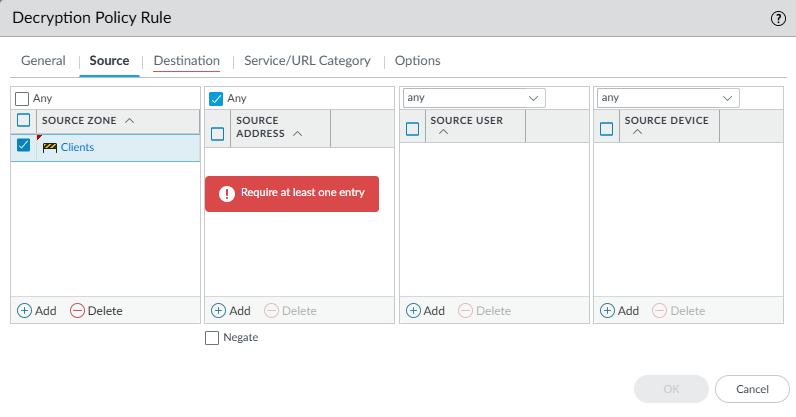 Decryption Policy Rule
General
Source
Destination
Service/URL Category
Options
Any
SOURCE ZONE
Clients
Add
Delete
Any
SOURCE
ADDRESS
Require at least one entry
Add
Delete
Negate
any
SOURCE USER
Add
Delete
any
SOURCE DEVICE
Add
Delete
OK
Cancel